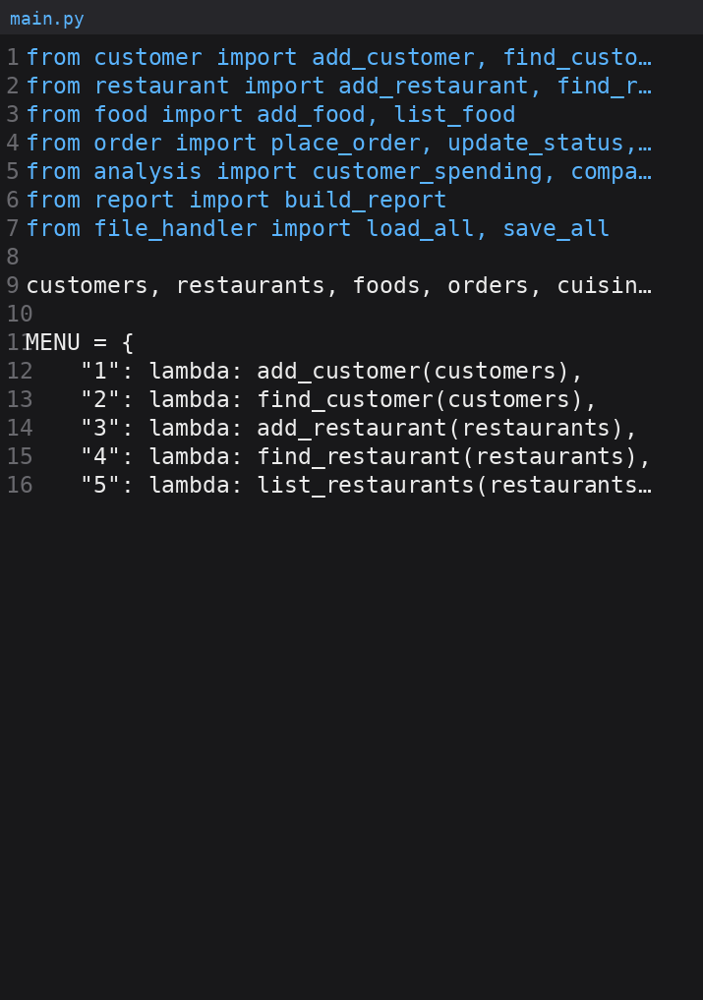 main.py
1 from customer import add_customer, find_custo…
2 from restaurant import add_restaurant, find_r…
3 from food import add_food, list_food
4 from order import place_order, update_status,…
5 from analysis import customer_spending, compa…
6 from report import build_report
7 from file_handler import load_all, save_all
8
9 customers, restaurants, foods, orders, cuisin…
10
11 MENU = {
12     "1": lambda: add_customer(customers),
13     "2": lambda: find_customer(customers),
14     "3": lambda: add_restaurant(restaurants),
15     "4": lambda: find_restaurant(restaurants),
16     "5": lambda: list_restaurants(restaurants…